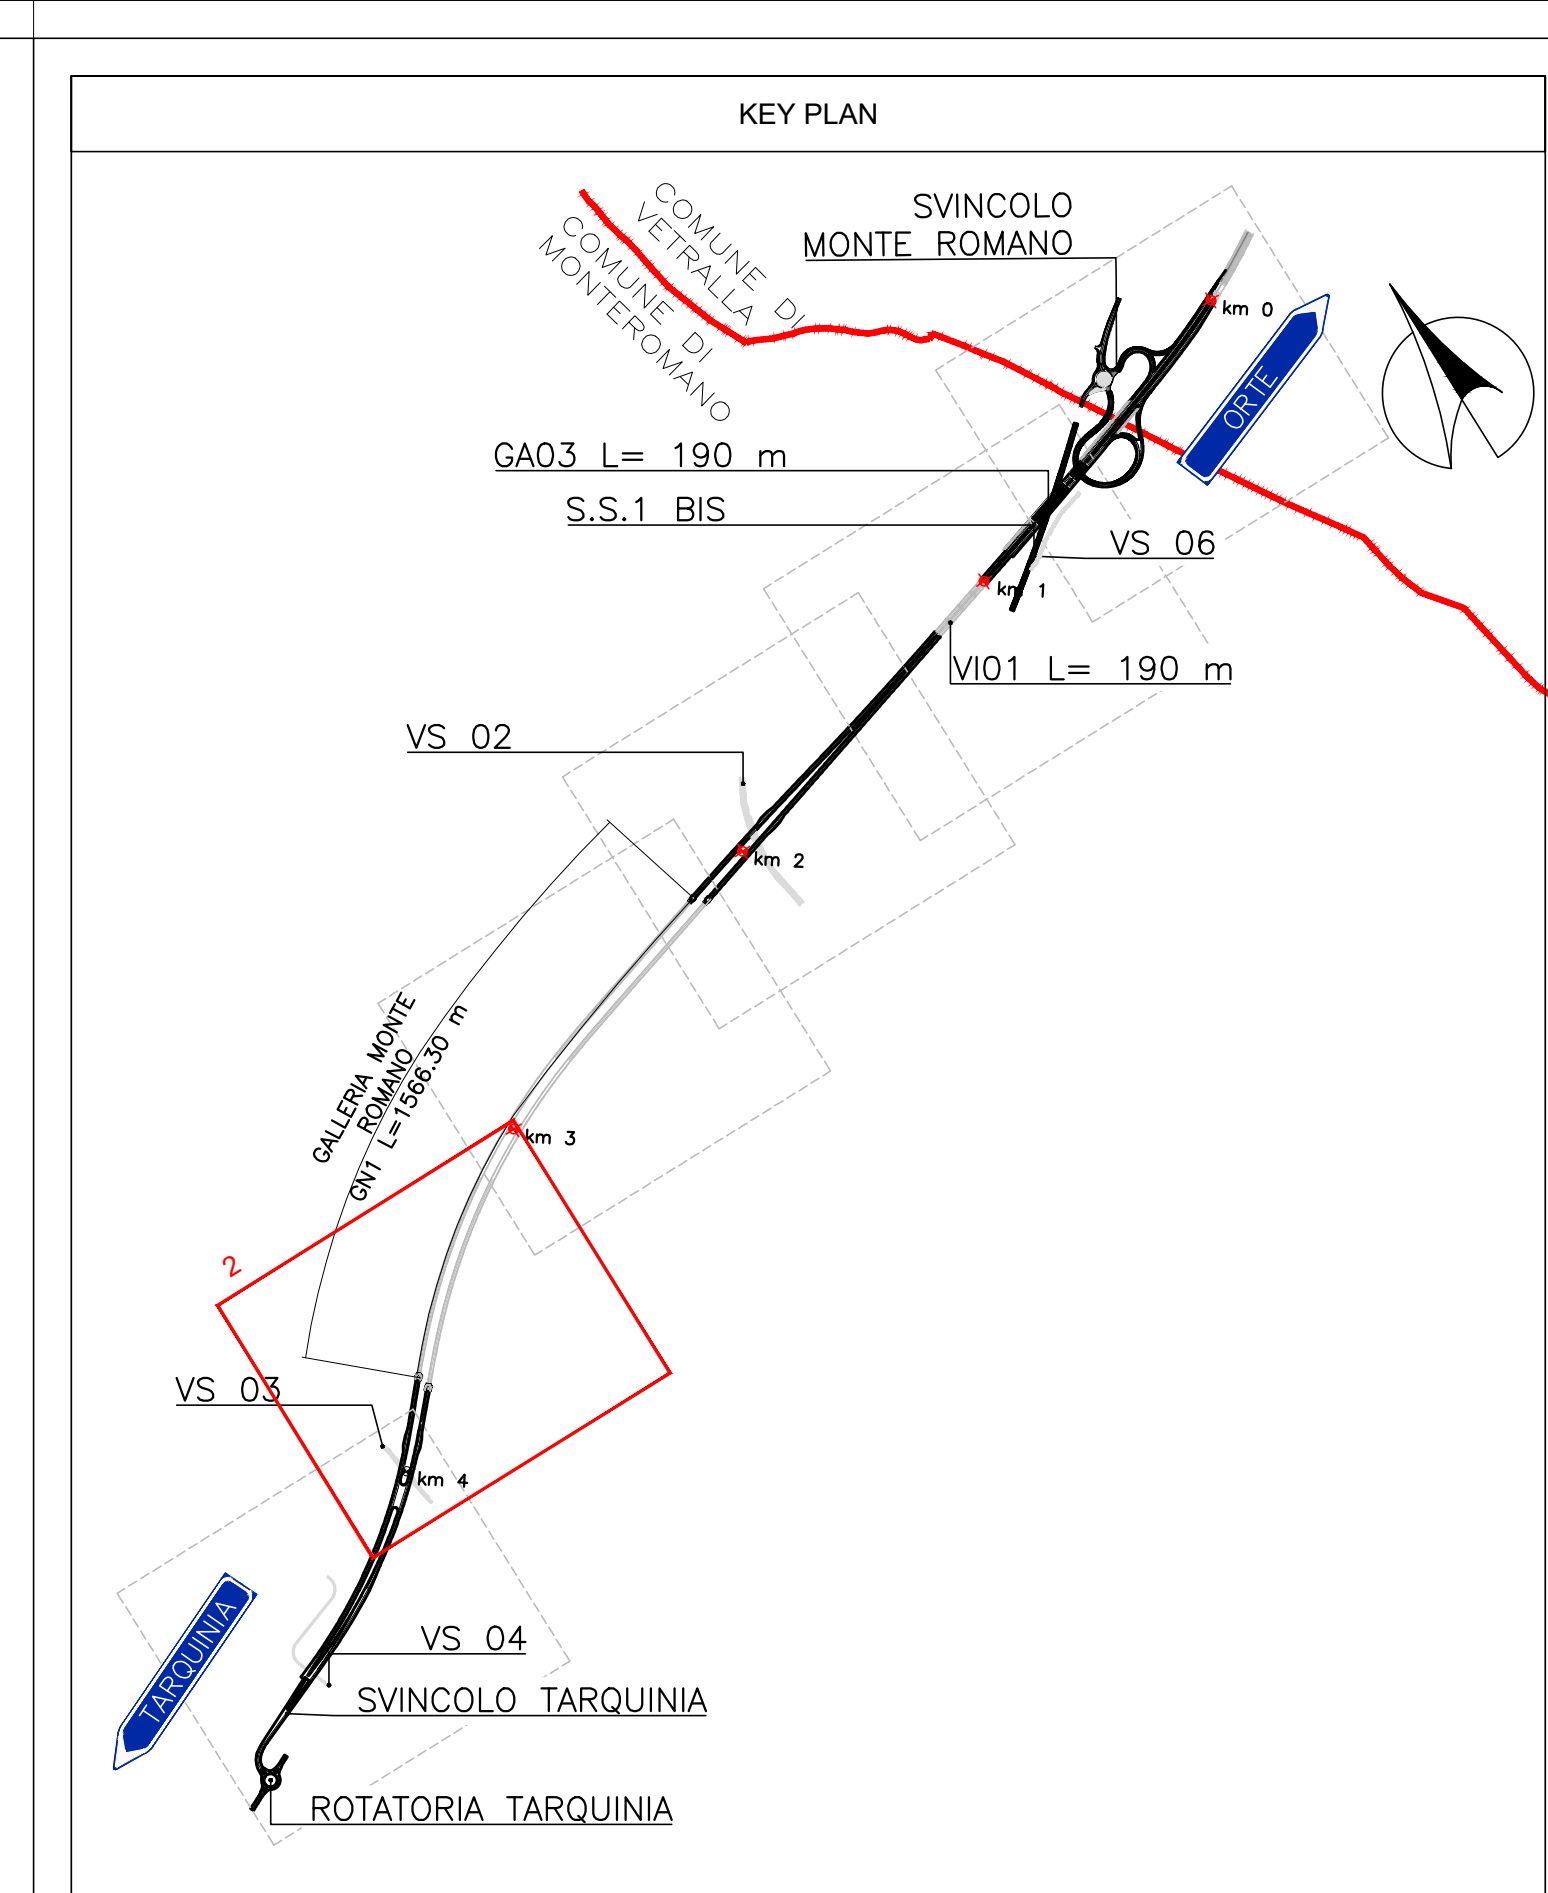 KEY PLAN
COMUNE DI
VETRALLA
COMUNE DI
MONTEROMANO
SVINCOLO
MONTE ROMANO
km 0
ORTE
GA03 L= 190 m
S.S.1 BIS
VS 06
km 1
VI01 L= 190 m
VS 02
km 2
GALLERIA MONTE
ROMANO
GN1 L=1566.30 m
km 3
2
VS 03
km 4
TARQUINIA
VS 04
SVINCOLO TARQUINIA
ROTATORIA TARQUINIA